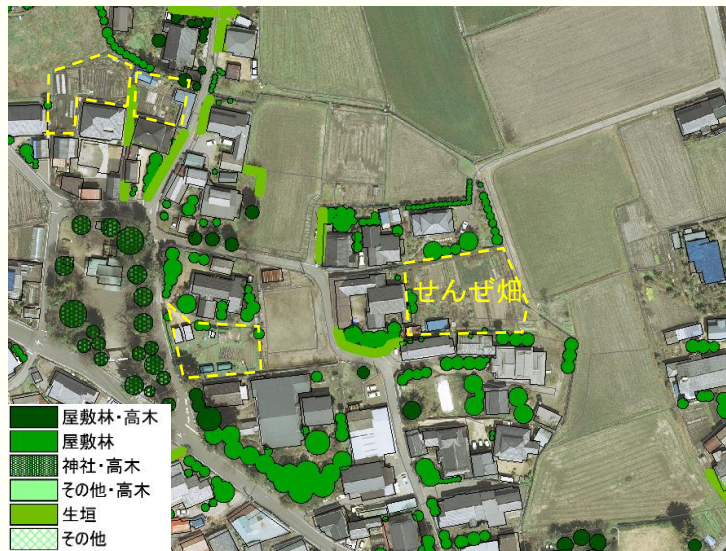 せんぜ畑
屋敷林・高木
屋敷林
神社・高木
その他・高木
生垣
その他